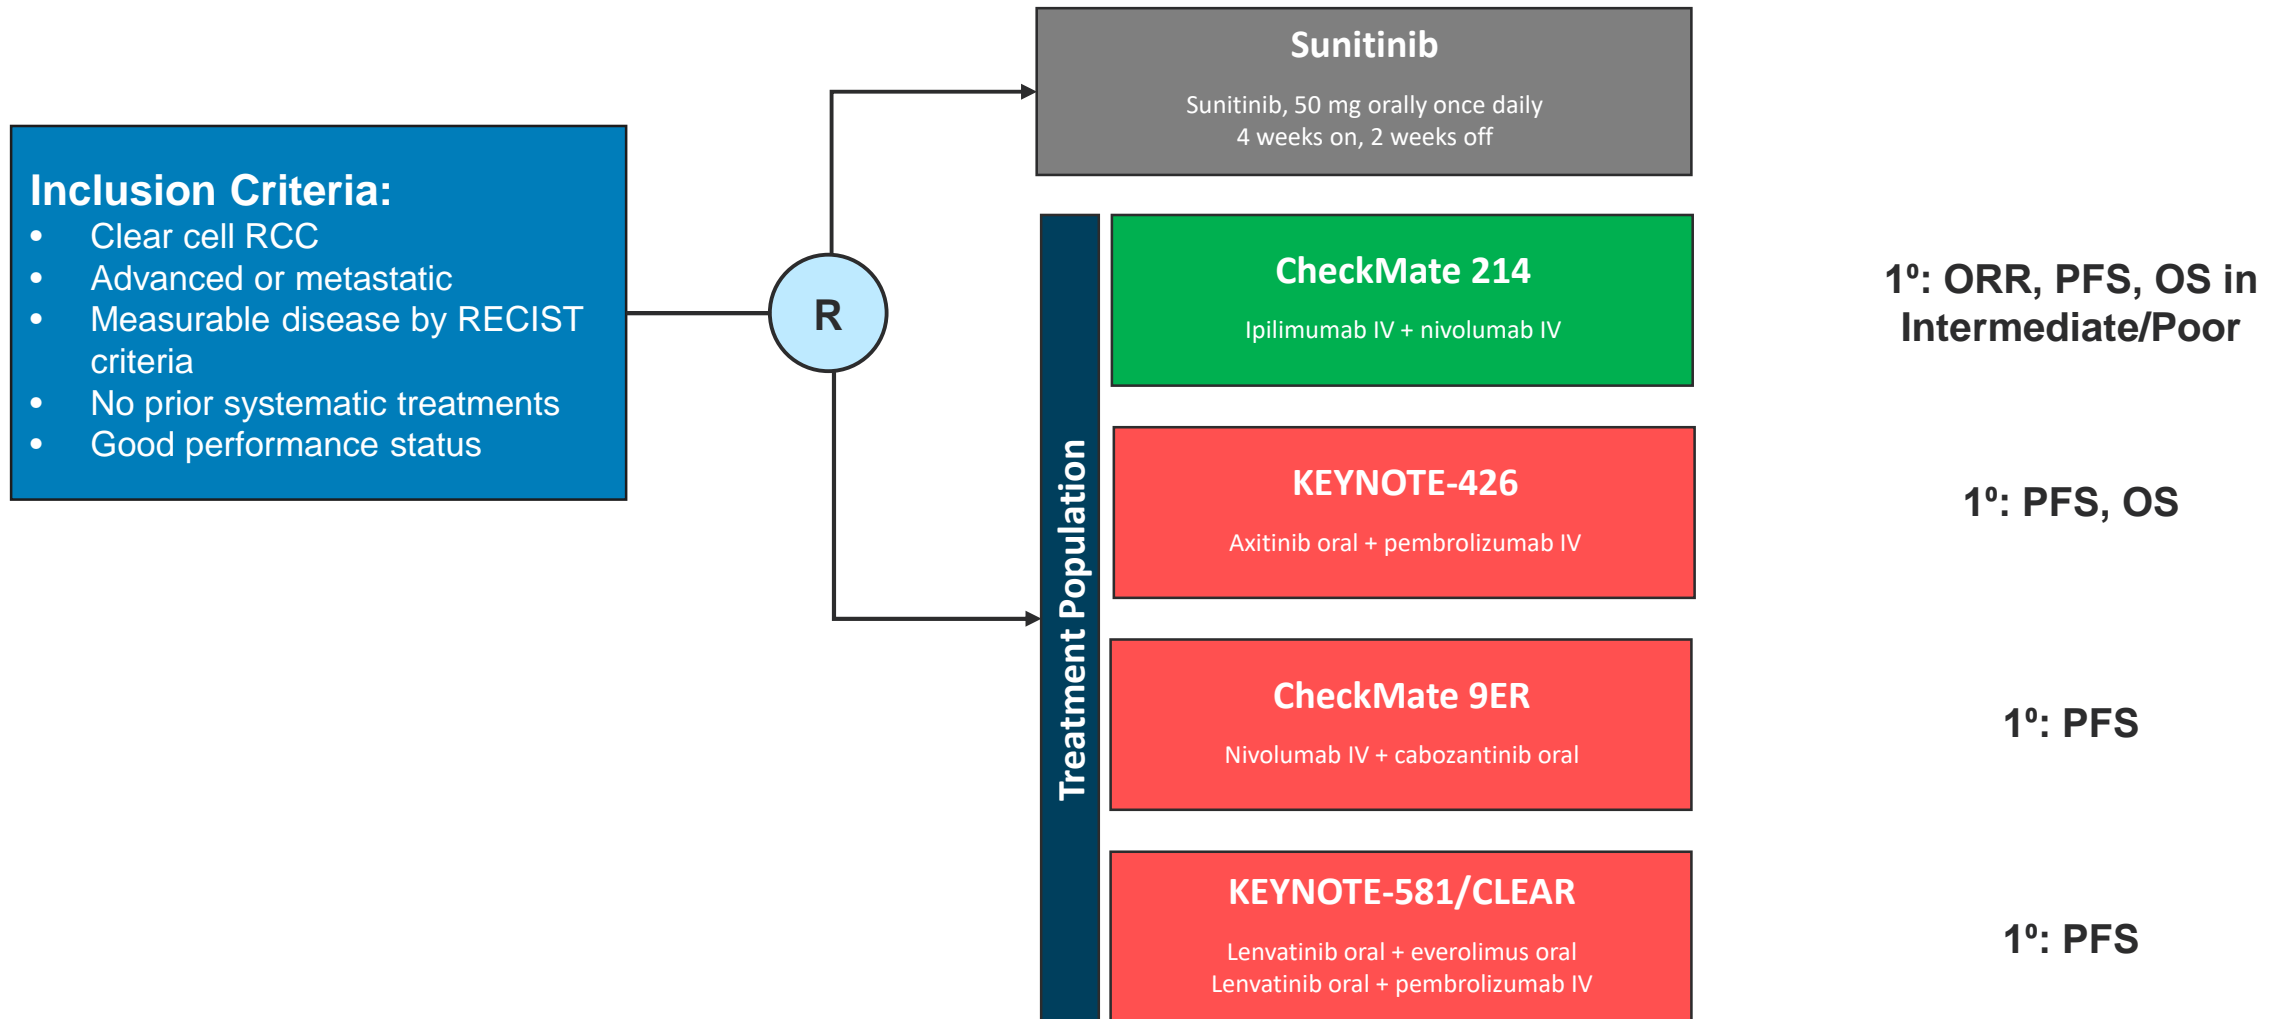 Sunitinib
Sunitinib, 50 mg orally once daily
4 weeks on, 2 weeks off
Inclusion Criteria:
• Clear cell RCC
• Advanced or metastatic
• Measurable disease by RECIST
criteria
• No prior systematic treatments
• Good performance status
R
Treatment Population
CheckMate 214
Ipilimumab IV + nivolumab IV
1⁰: ORR, PFS, OS in
Intermediate/Poor
KEYNOTE-426
Axitinib oral + pembrolizumab IV
1⁰: PFS, OS
CheckMate 9ER
Nivolumab IV + cabozantinib oral
1⁰: PFS
KEYNOTE-581/CLEAR
Lenvatinib oral + everolimus oral
Lenvatinib oral + pembrolizumab IV
1⁰: PFS